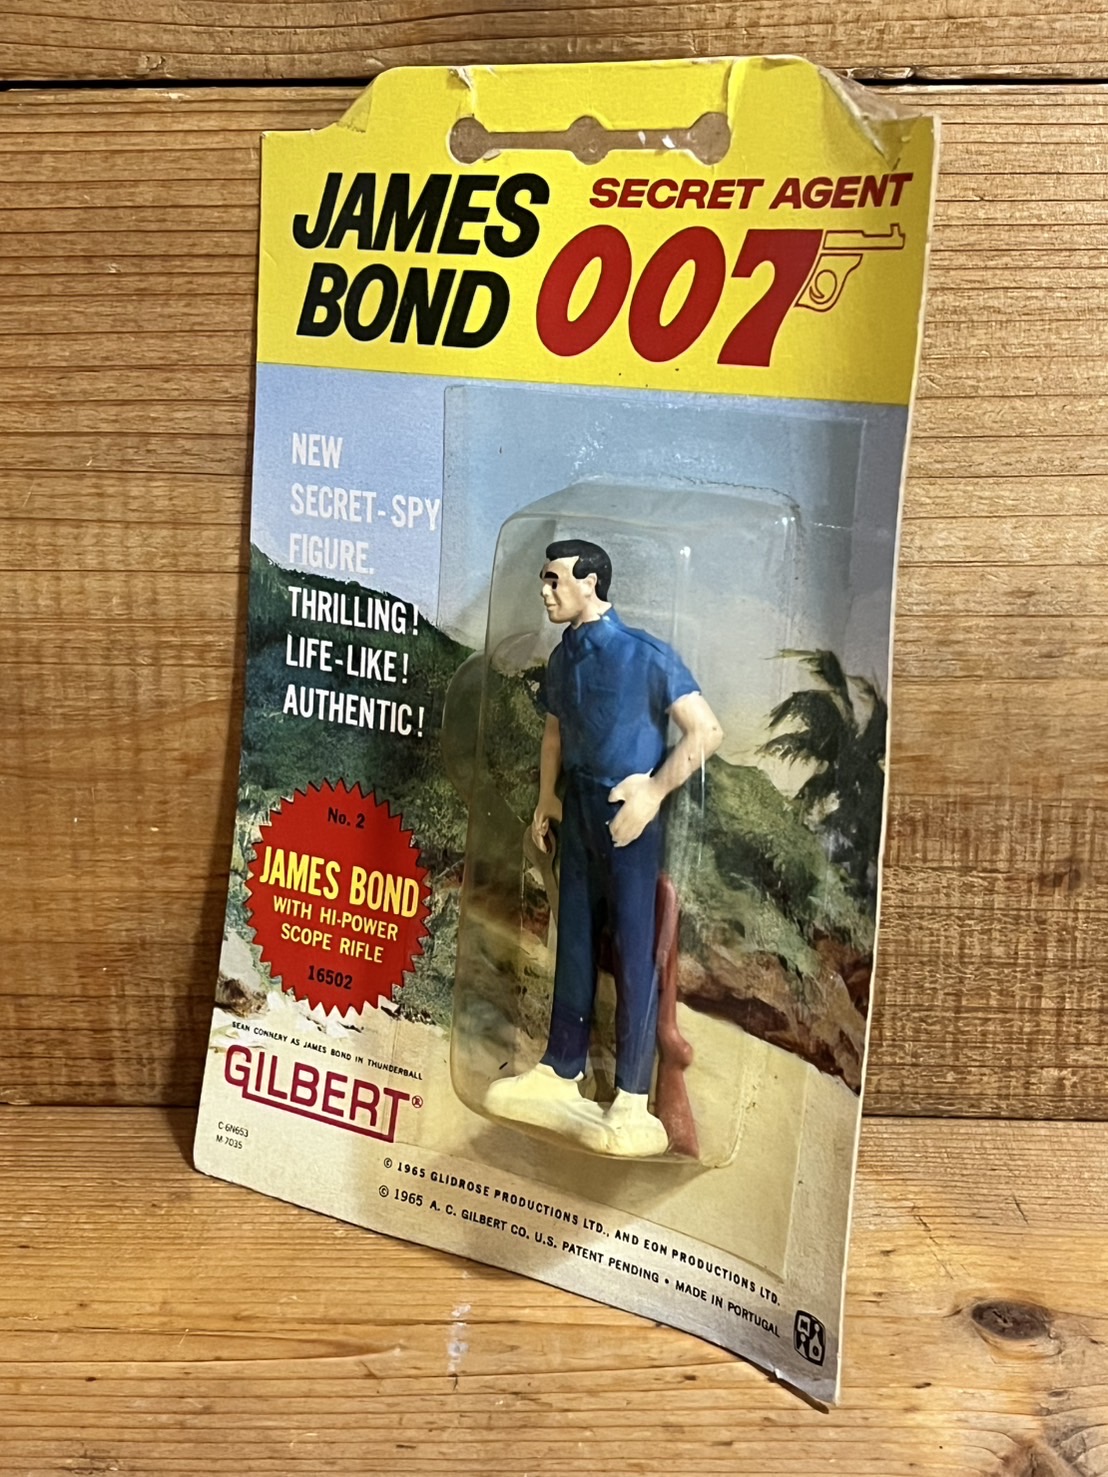 JAMES
BOND
SECRET AGENT
007
NEW
SECRET-SPY
FIGURE.
THRILLING!
LIFE-LIKE!
AUTHENTIC!
No. 2
JAMES BOND
WITH HI-POWER
SCOPE RIFLE
16502
SEAN CONNERY AS JAMES BOND IN THUNDERBALL
GILBERT®
C-6N653
M-7035
© 1965 GLIDROSE PRODUCTIONS LTD., AND EON PRODUCTIONS LTD.
© 1965 A. C. GILBERT CO. U.S. PATENT PENDING • MADE IN PORTUGAL